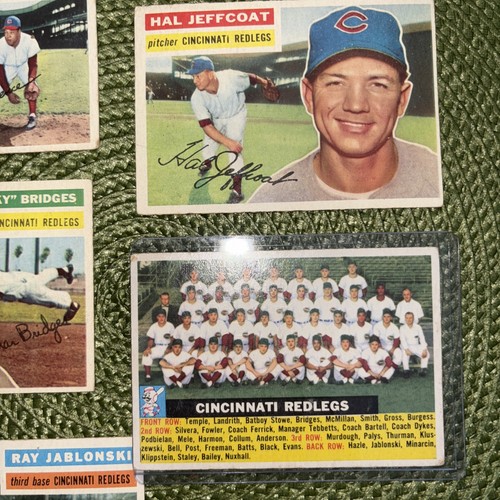 HAL JEFFCOAT
pitcher CINCINNATI REDLEGS
Hal Jeffcoat
KY" BRIDGES
CINCINNATI REDLEGS
Bridges
CINCINNATI REDLEGS
FRONT ROW: Temple, Landrith, Batboy Stowe, Bridges, McMillan, Smith, Gross, Burgess.
2nd ROW: Silvera, Fowler, Coach Ferrick, Manager Tebbetts, Coach Bartell, Coach Dykes,
Podbielan, Mele, Harmon, Collum, Anderson. 3rd ROW: Murdough, Palys, Thurman, Klus-
zewski, Bell, Post, Freeman, Batts, Black, Evans. BACK ROW: Hazle, Jablonski, Minarcin,
Klippstein, Staley, Bailey, Nuxhall.
RAY JABLONSKI
third base CINCINNATI REDLEGS